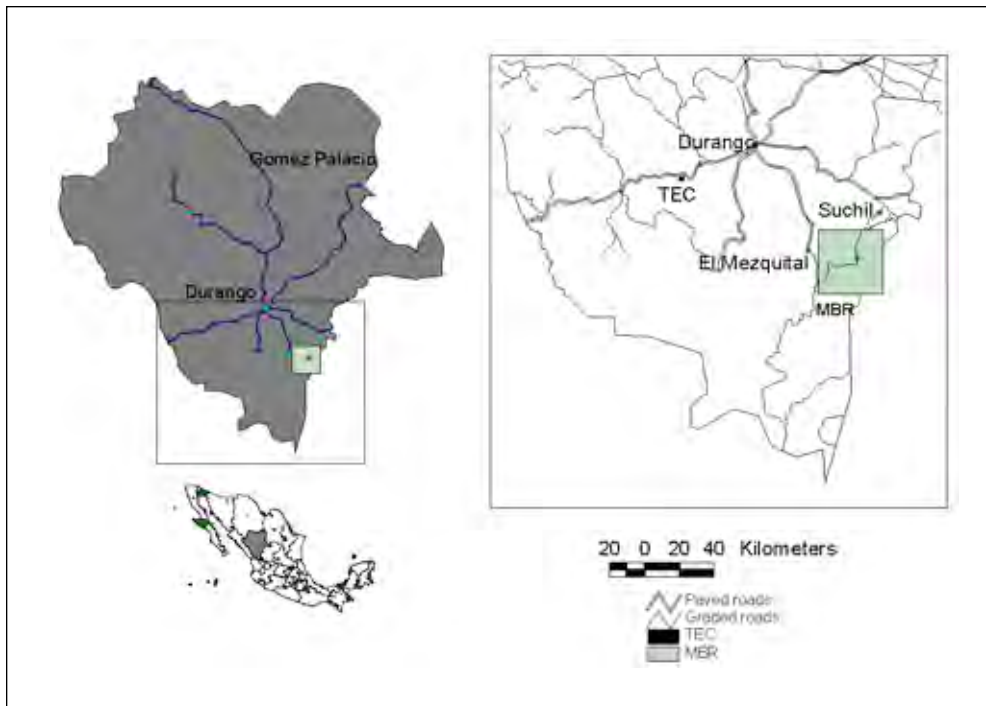 Gomez Palacio
Durango
Durango
TEC
Suchil
El Mezquital
MBR
20 0 20 40 Kilometers
Paved roads
Graded roads
TEC
MBR